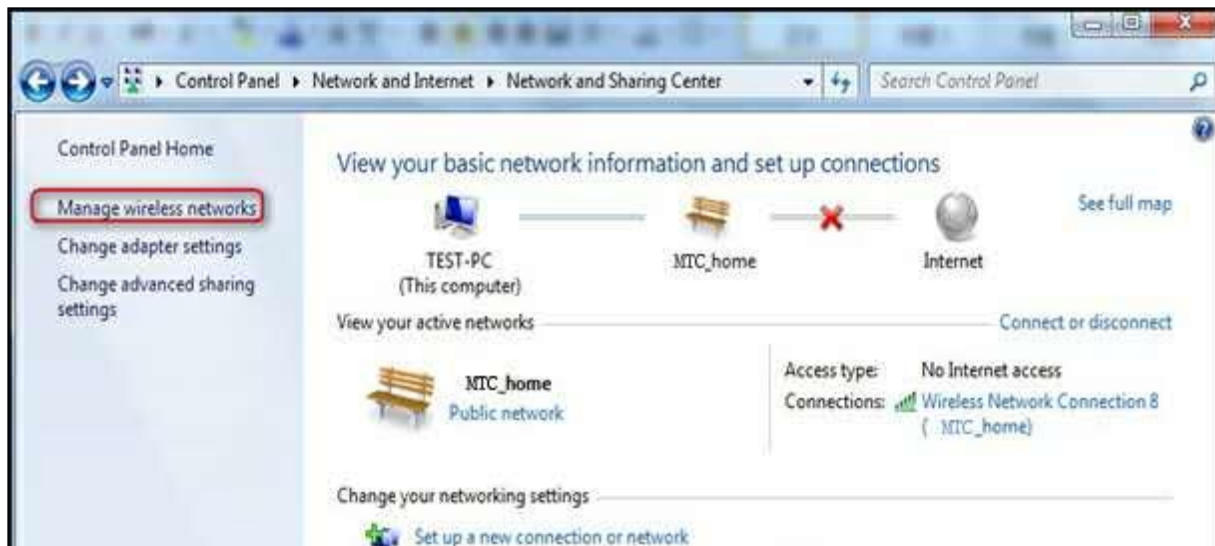 Control Panel Network and Internet Network and Sharing Center Search Control Panel
Control Panel Home
Manage wireless networks
Change adapter settings
Change advanced sharing
settings
View your basic network information and set up connections
See full map
TEST-PC
(This computer)
MTC_home
Internet
View your active networks
Connect or disconnect
MTC_home
Public network
Access type: No Internet access
Connections: Wireless Network Connection 8
( MTC_home)
Change your networking settings
Set up a new connection or network